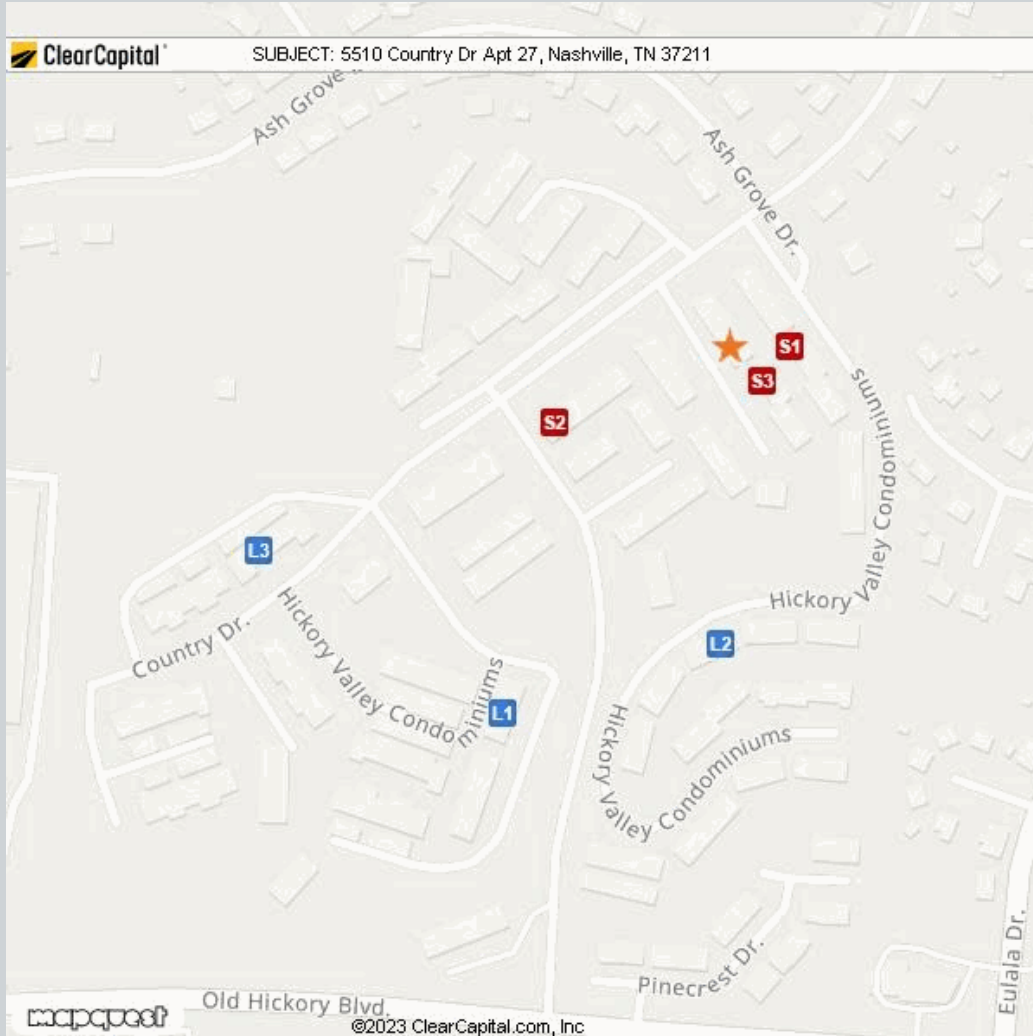 ClearCapital
SUBJECT: 5510 Country Dr Apt 27, Nashville, TN 37211
Ash Grove
Ash Grove Dr.
S1
S3
S2
Hickory Valley Condominiums
L3
Hickory Valley Condominiums
Country Dr.
L2
L1
Hickory Valley Condominiums
Pinecrest Dr.
Eulala Dr.
Old Hickory Blvd.
mapquest
©2023 ClearCapital.com, Inc